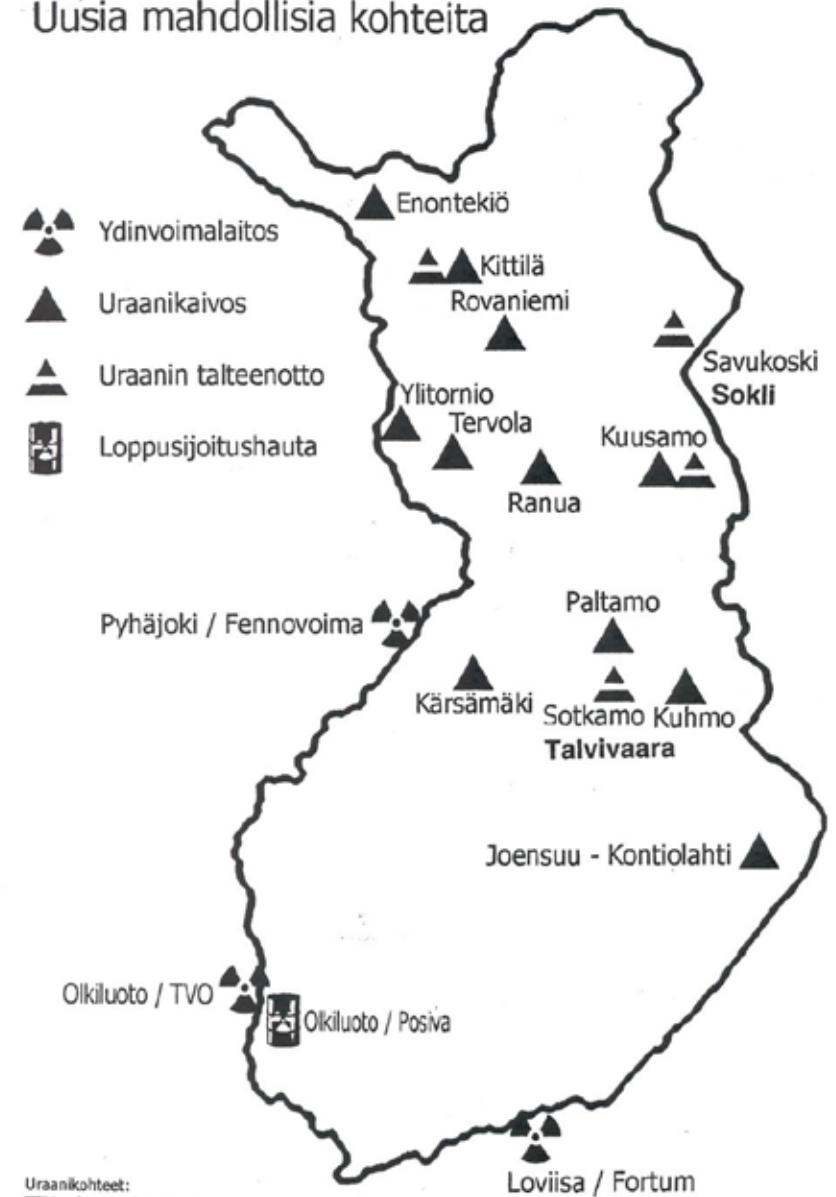 Uusia mahdollisia kohteita
Enontekiö
Ydinvoimalaitos
Kittilä
Uraanikaivos
Rovaniemi
Savukoski
Sokli
Uraanin talteenotto
Ylitornio
Tervola
Kuusamo
Loppusijoitushauta
Ranua
Paltamo
Pyhäjoki / Fennovoima
Kärsämäki
Sotkamo
Kuhmo
Talvivaara
Joensuu - Kontiolahti
Olkiluoto / TVO
Olkiluoto / Posiva
Loviisa / Fortum
Uraanikohteet: